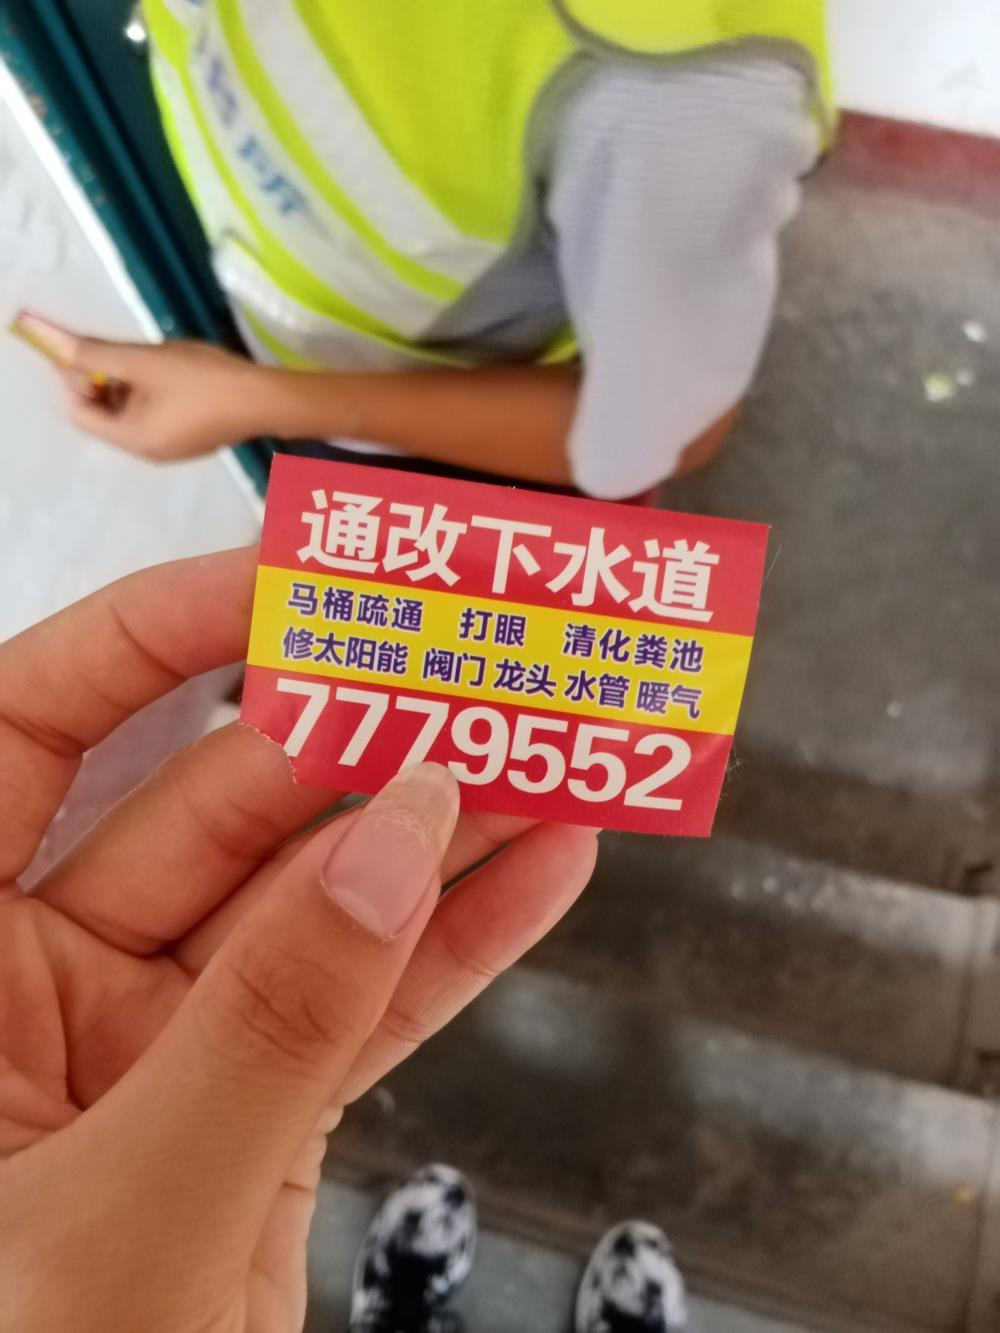 通改下水道
马桶疏通 打眼 清化粪池
修太阳能 阀门 龙头 水管 暖气
7779552